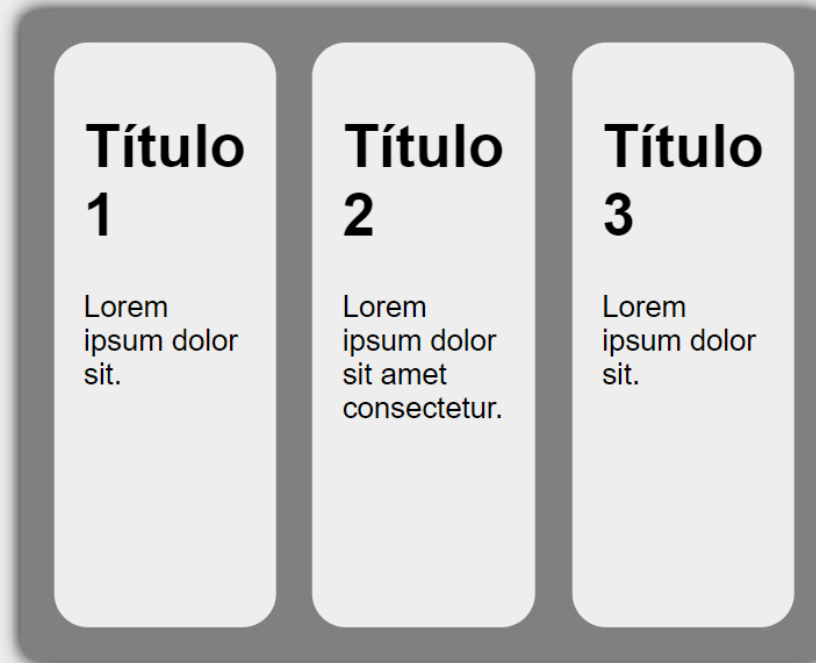 Título
1
Lorem
ipsum dolor
sit.
Título
2
Lorem
ipsum dolor
sit amet
consectetur.
Título
3
Lorem
ipsum dolor
sit.